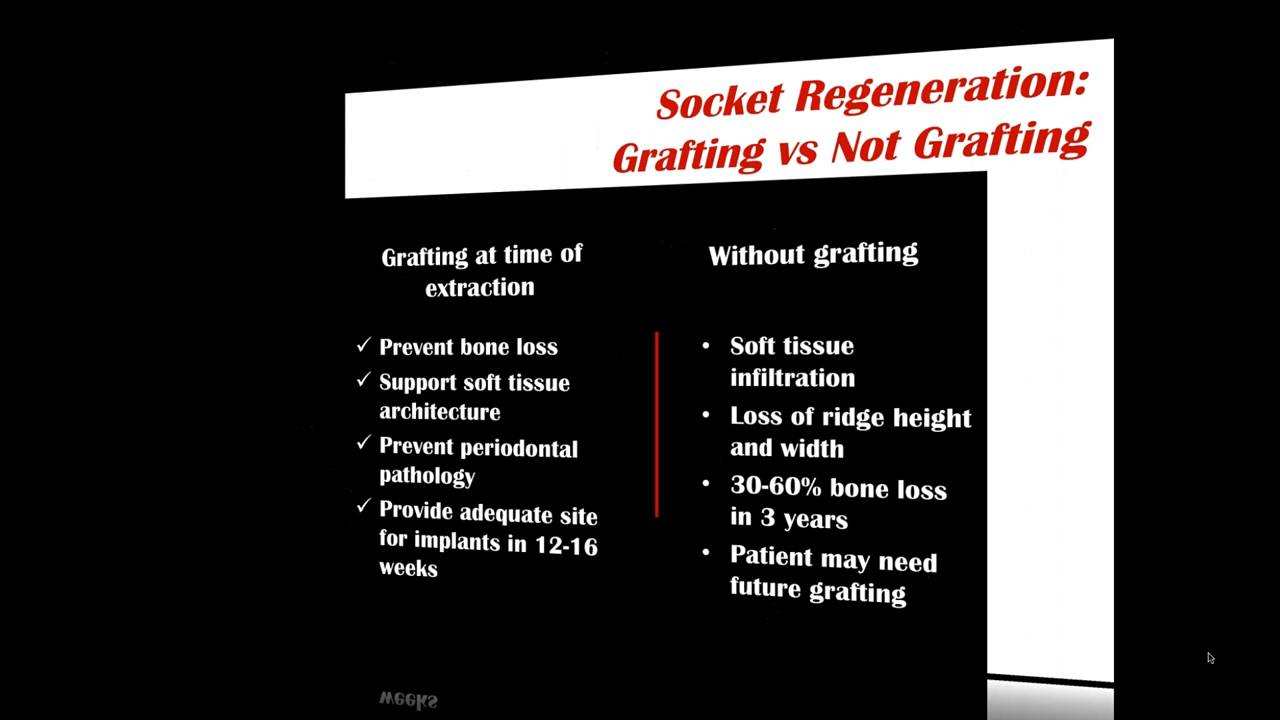 Socket Regeneration:
Grafting vs Not Grafting
Grafting at time of
extraction
✓ Prevent bone loss
✓ Support soft tissue
architecture
✓ Prevent periodontal
pathology
✓ Provide adequate site
for implants in 12-16
weeks
Without grafting
• Soft tissue
infiltration
• Loss of ridge height
and width
• 30-60% bone loss
in 3 years
• Patient may need
future grafting